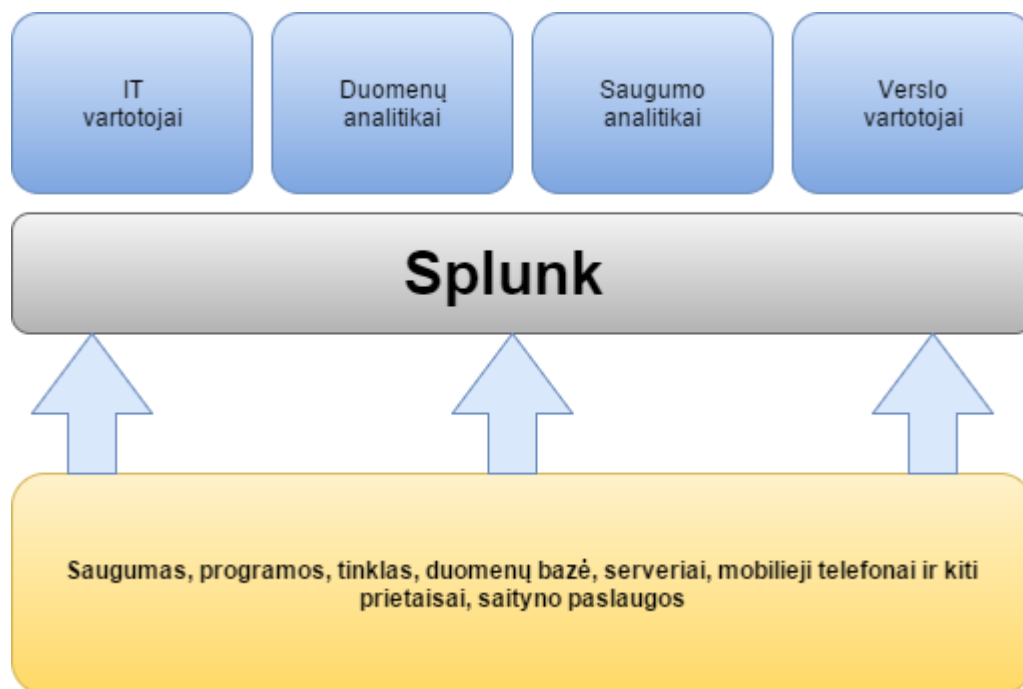 IT
vartotojai
Duomenų
analitikai
Saugumo
analitikai
Verslo
vartotojai
Splunk
Saugumas, programos, tinklas, duomenų bazė, serveriai, mobilieji telefonai ir kiti
prietaisai, saityno paslaugos